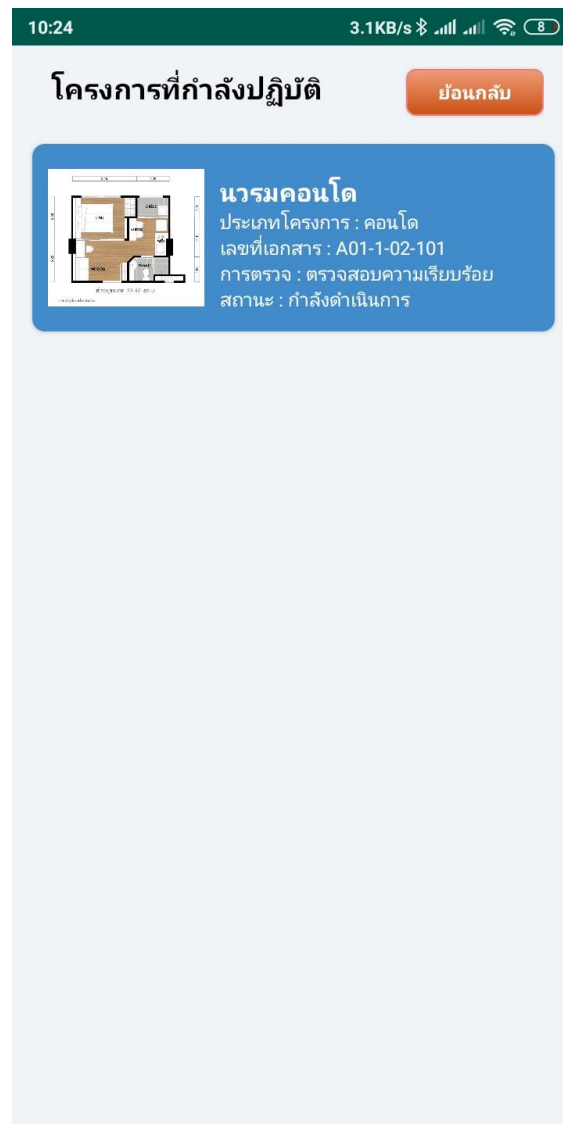 10:24
3.1KB/s
8
โครงการที่กำลังปฏิบัติ
ย้อนกลับ
นวรมคอนโด
ประเภทโครงการ : คอนโด
เลขที่เอกสาร : A01-1-02-101
การตรวจ : ตรวจสอบความเรียบร้อย
สถานะ : กำลังดำเนินการ